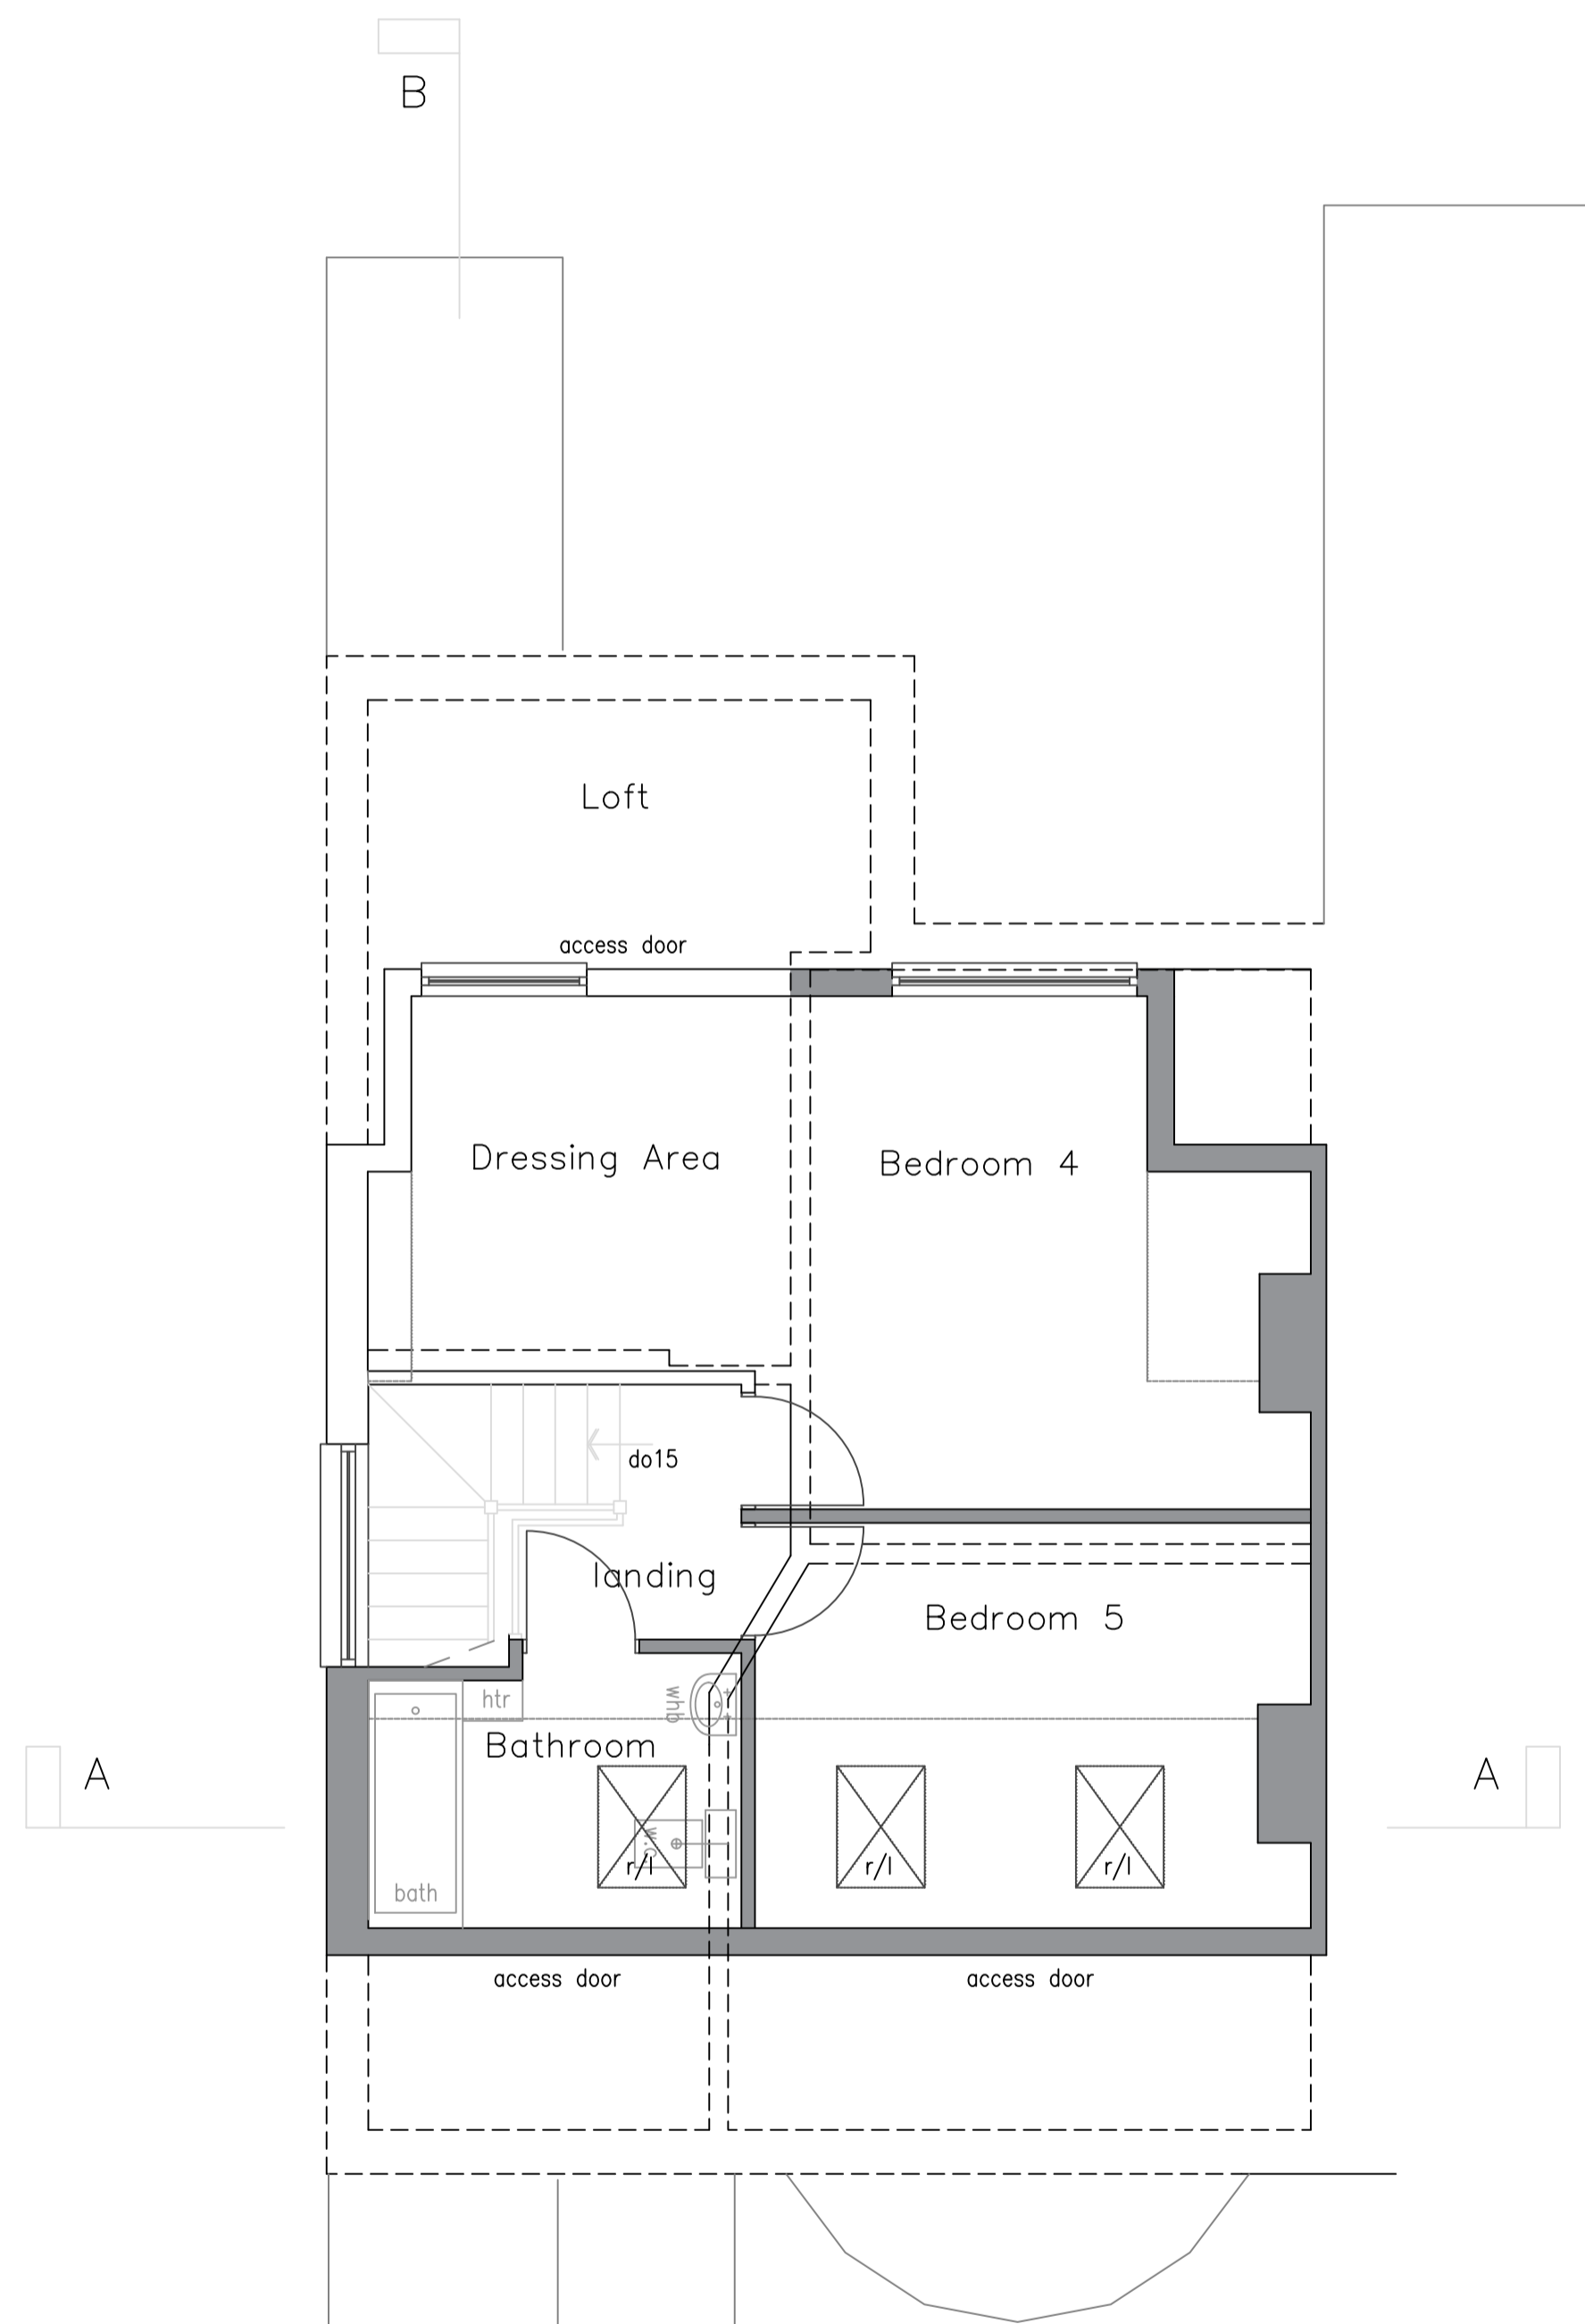 B
Loft
access door
Dressing Area
Bedroom 4
do15
landing
Bedroom 5
htr
whb
Bathroom
A
A
w.c
r/l
r/l
r/l
bath
access door
access door